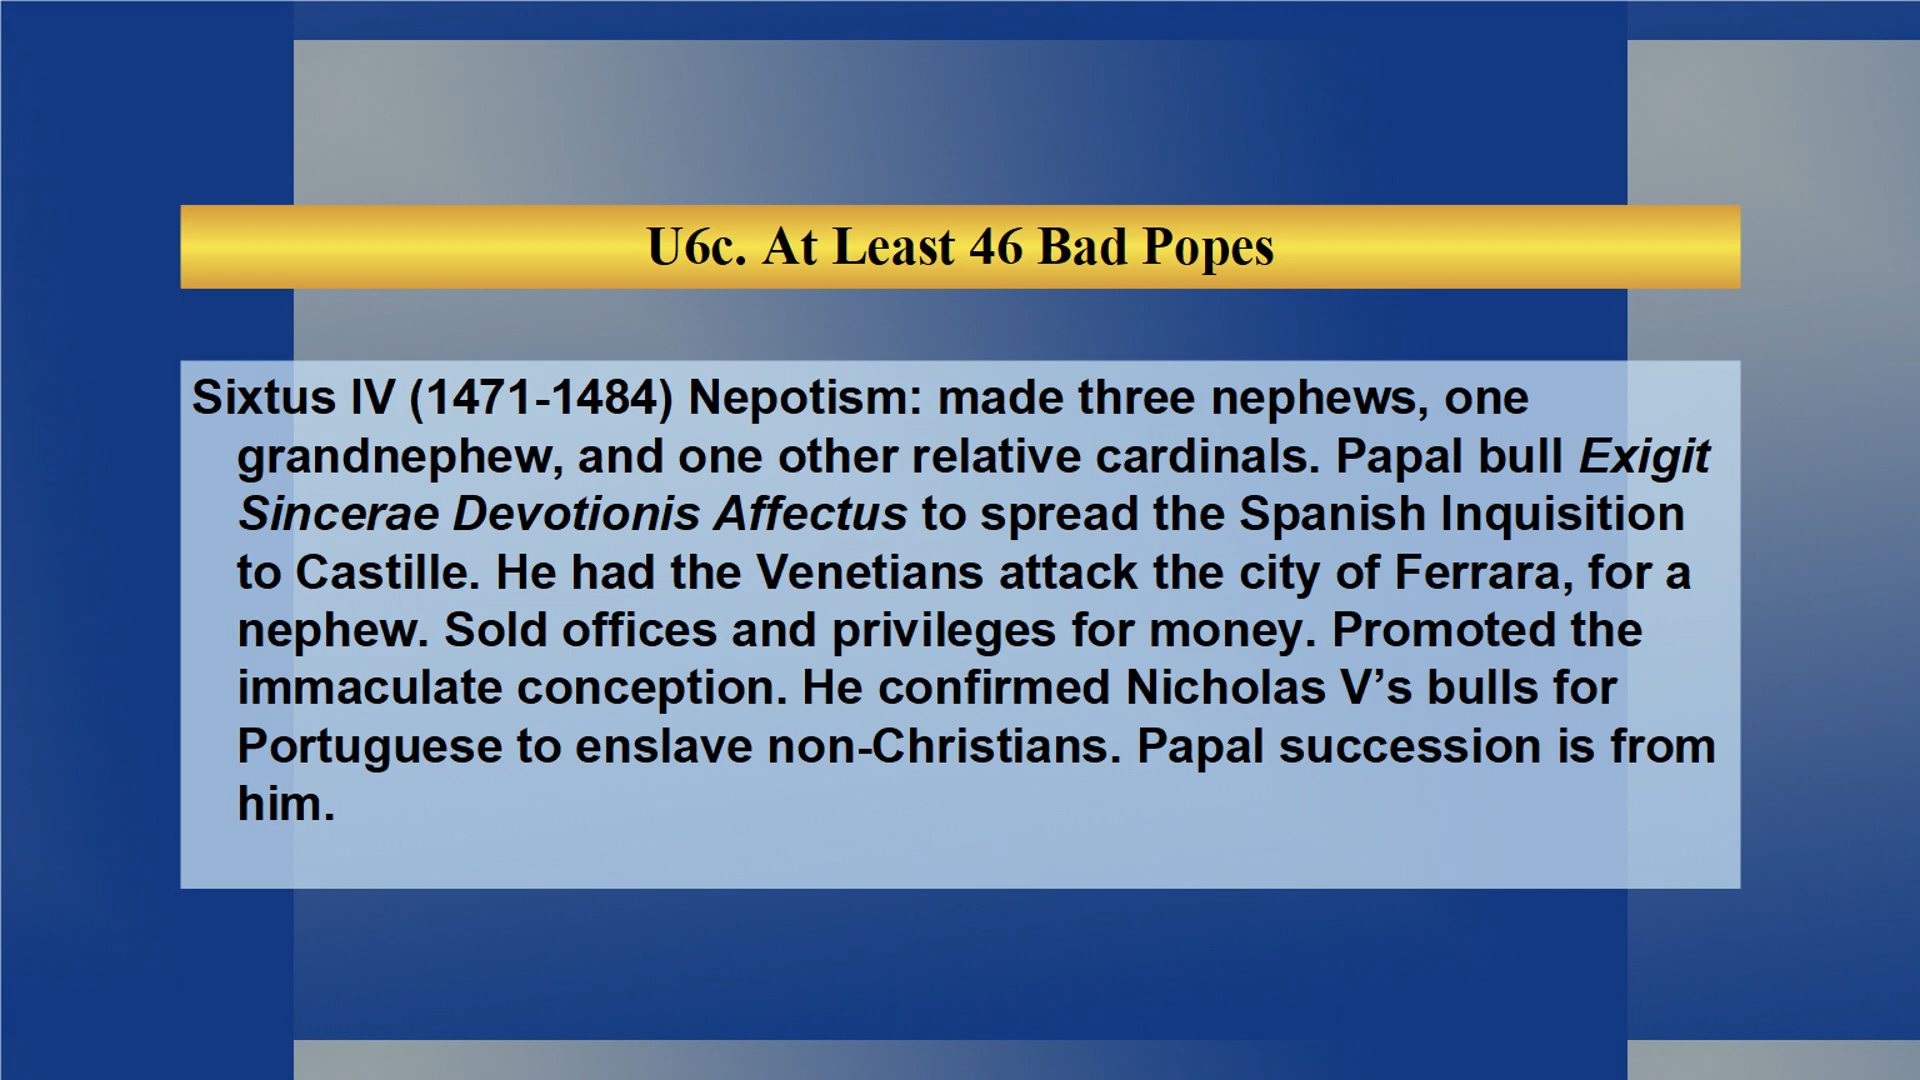 U6c. At Least 46 Bad Popes
Sixtus IV (1471-1484) Nepotism: made three nephews, one
grandnephew, and one other relative cardinals. Papal bull Exigit
Sincerae Devotionis Affectus to spread the Spanish Inquisition
to Castille. He had the Venetians attack the city of Ferrara, for a
nephew. Sold offices and privileges for money. Promoted the
immaculate conception. He confirmed Nicholas V’s bulls for
Portuguese to enslave non-Christians. Papal succession is from
him.